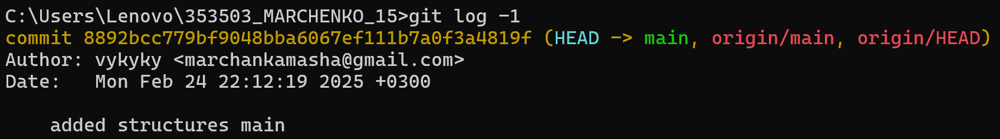 C:\Users\Lenovo\353503_MARCHENKO_15>git log -1
commit 8892bcc779bf9048bba6067ef111b7a0f3a4819f (HEAD -> main, origin/main, origin/HEAD)
Author: vykyky <marchankamasha@gmail.com>
Date:   Mon Feb 24 22:12:19 2025 +0300
    added structures main